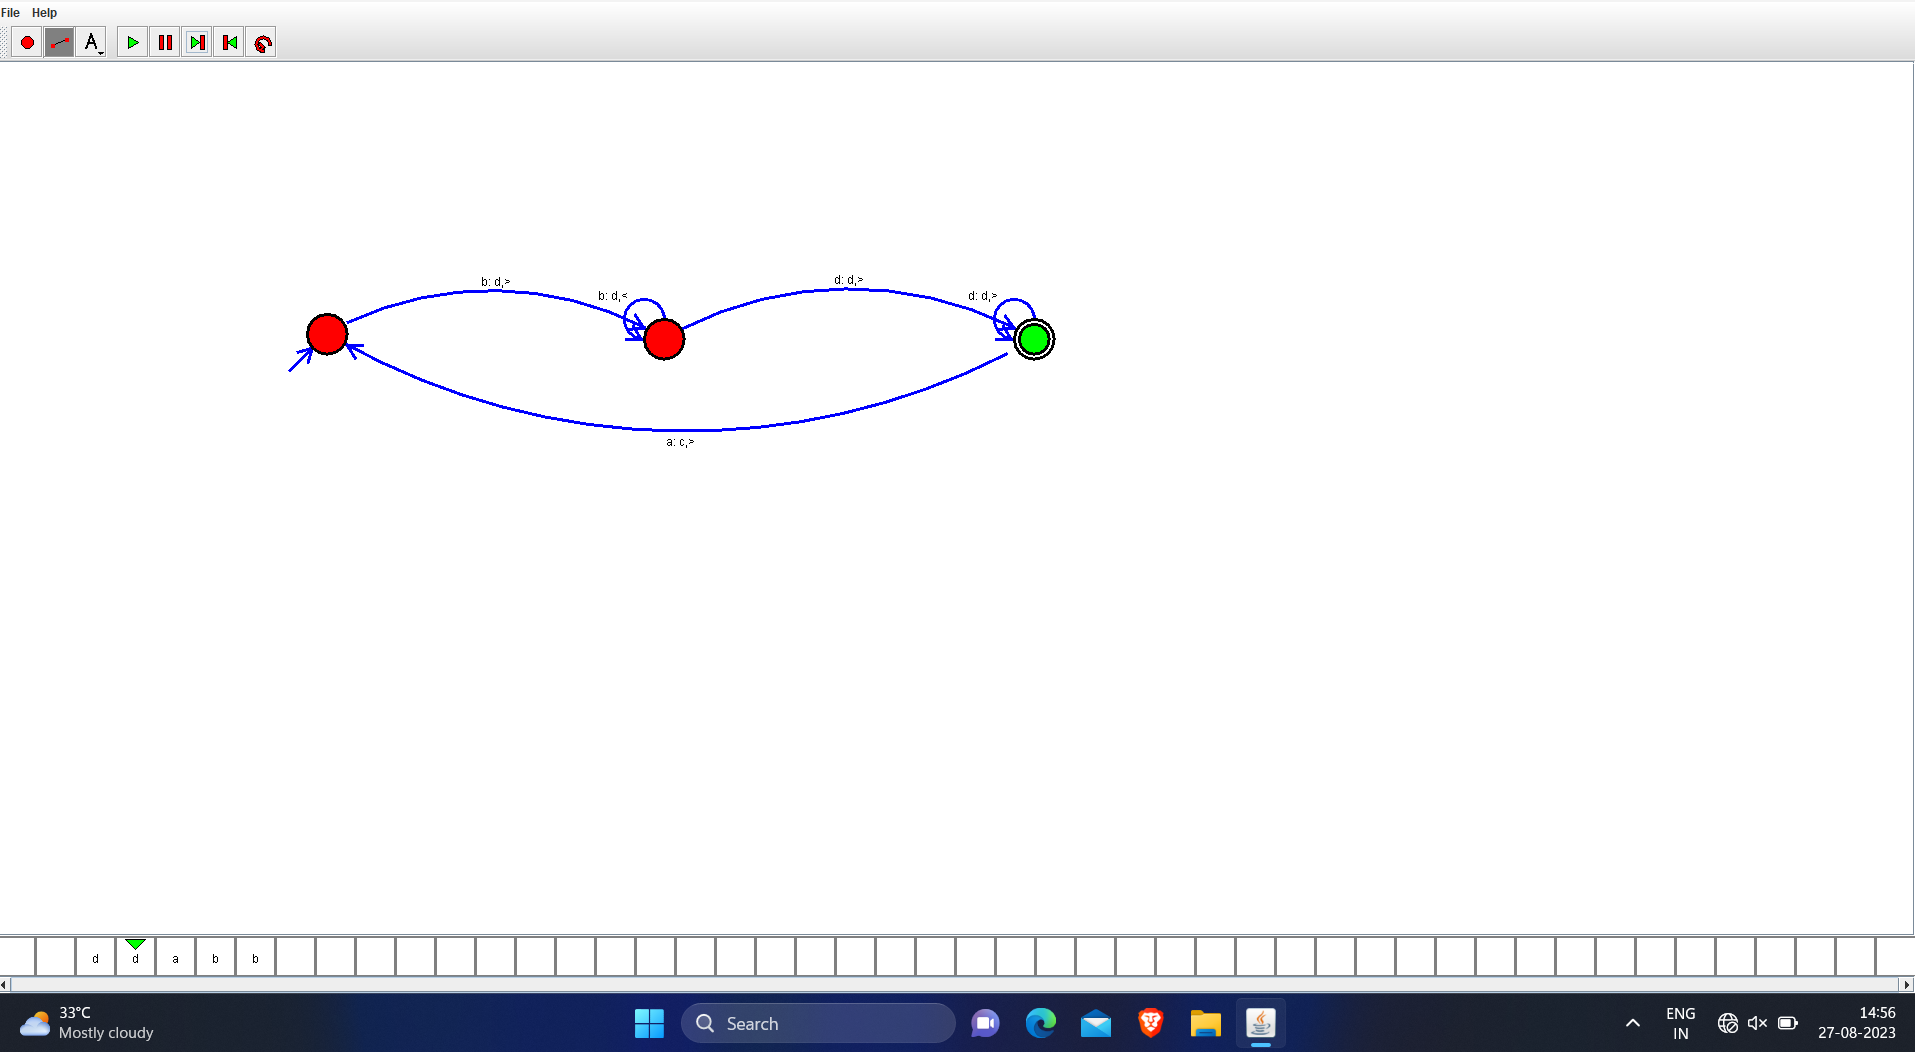 File Help
A
d: d,>
b: d,>
b: d,< d: d,>
a: c,>
d d a b b
33°C
Mostly cloudy
Search
ENG
IN
14:56
27-08-2023